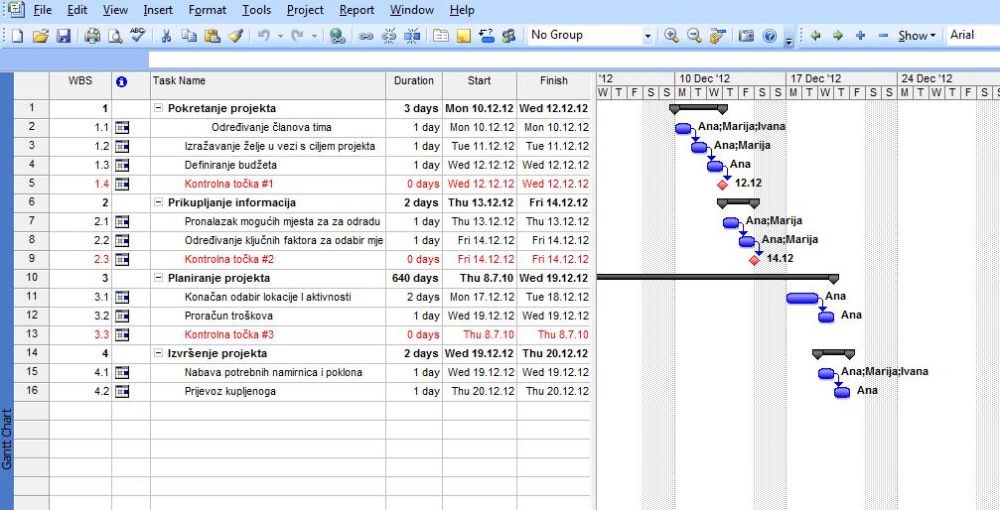 File Edit View Insert Format Tools Project Report Window Help
ABC No Group Show Arial
WBS Task Name Duration Start Finish '12 10 Dec '12 17 Dec '12 24 Dec '12
W T F S S M T W T F S S M T W T F S S M T W T F S S
1 1 Pokretanje projekta 3 days Mon 10.12.12 Wed 12.12.12
2 1.1 Određivanje članova tima 1 day Mon 10.12.12 Mon 10.12.12 Ana;Marija;Ivana
3 1.2 Izražavanje želje u vezi s ciljem projekta 1 day Tue 11.12.12 Tue 11.12.12 Ana;Marija
4 1.3 Definiranje budžeta 1 day Wed 12.12.12 Wed 12.12.12 Ana
5 1.4 Kontrolna točka #1 0 days Wed 12.12.12 Wed 12.12.12 12.12
6 2 Prikupljanje informacija 2 days Thu 13.12.12 Fri 14.12.12
7 2.1 Pronalazak mogućih mjesta za za odradu 1 day Thu 13.12.12 Thu 13.12.12 Ana;Marija
8 2.2 Određivanje ključnih faktora za odabir mje 1 day Fri 14.12.12 Fri 14.12.12 Ana;Marija
9 2.3 Kontrolna točka #2 0 days Fri 14.12.12 Fri 14.12.12 14.12
10 3 Planiranje projekta 640 days Thu 8.7.10 Wed 19.12.12
11 3.1 Konačan odabir lokacije I aktivnosti 2 days Mon 17.12.12 Tue 18.12.12 Ana
12 3.2 Proračun troškova 1 day Wed 19.12.12 Wed 19.12.12 Ana
13 3.3 Kontrolna točka #3 0 days Thu 8.7.10 Thu 8.7.10
14 4 Izvršenje projekta 2 days Wed 19.12.12 Thu 20.12.12
15 4.1 Nabava potrebnih namirnica i poklona 1 day Wed 19.12.12 Wed 19.12.12 Ana;Marija;Ivana
16 4.2 Prijevoz kupljenoga 1 day Thu 20.12.12 Thu 20.12.12 Ana
Gantt Chart